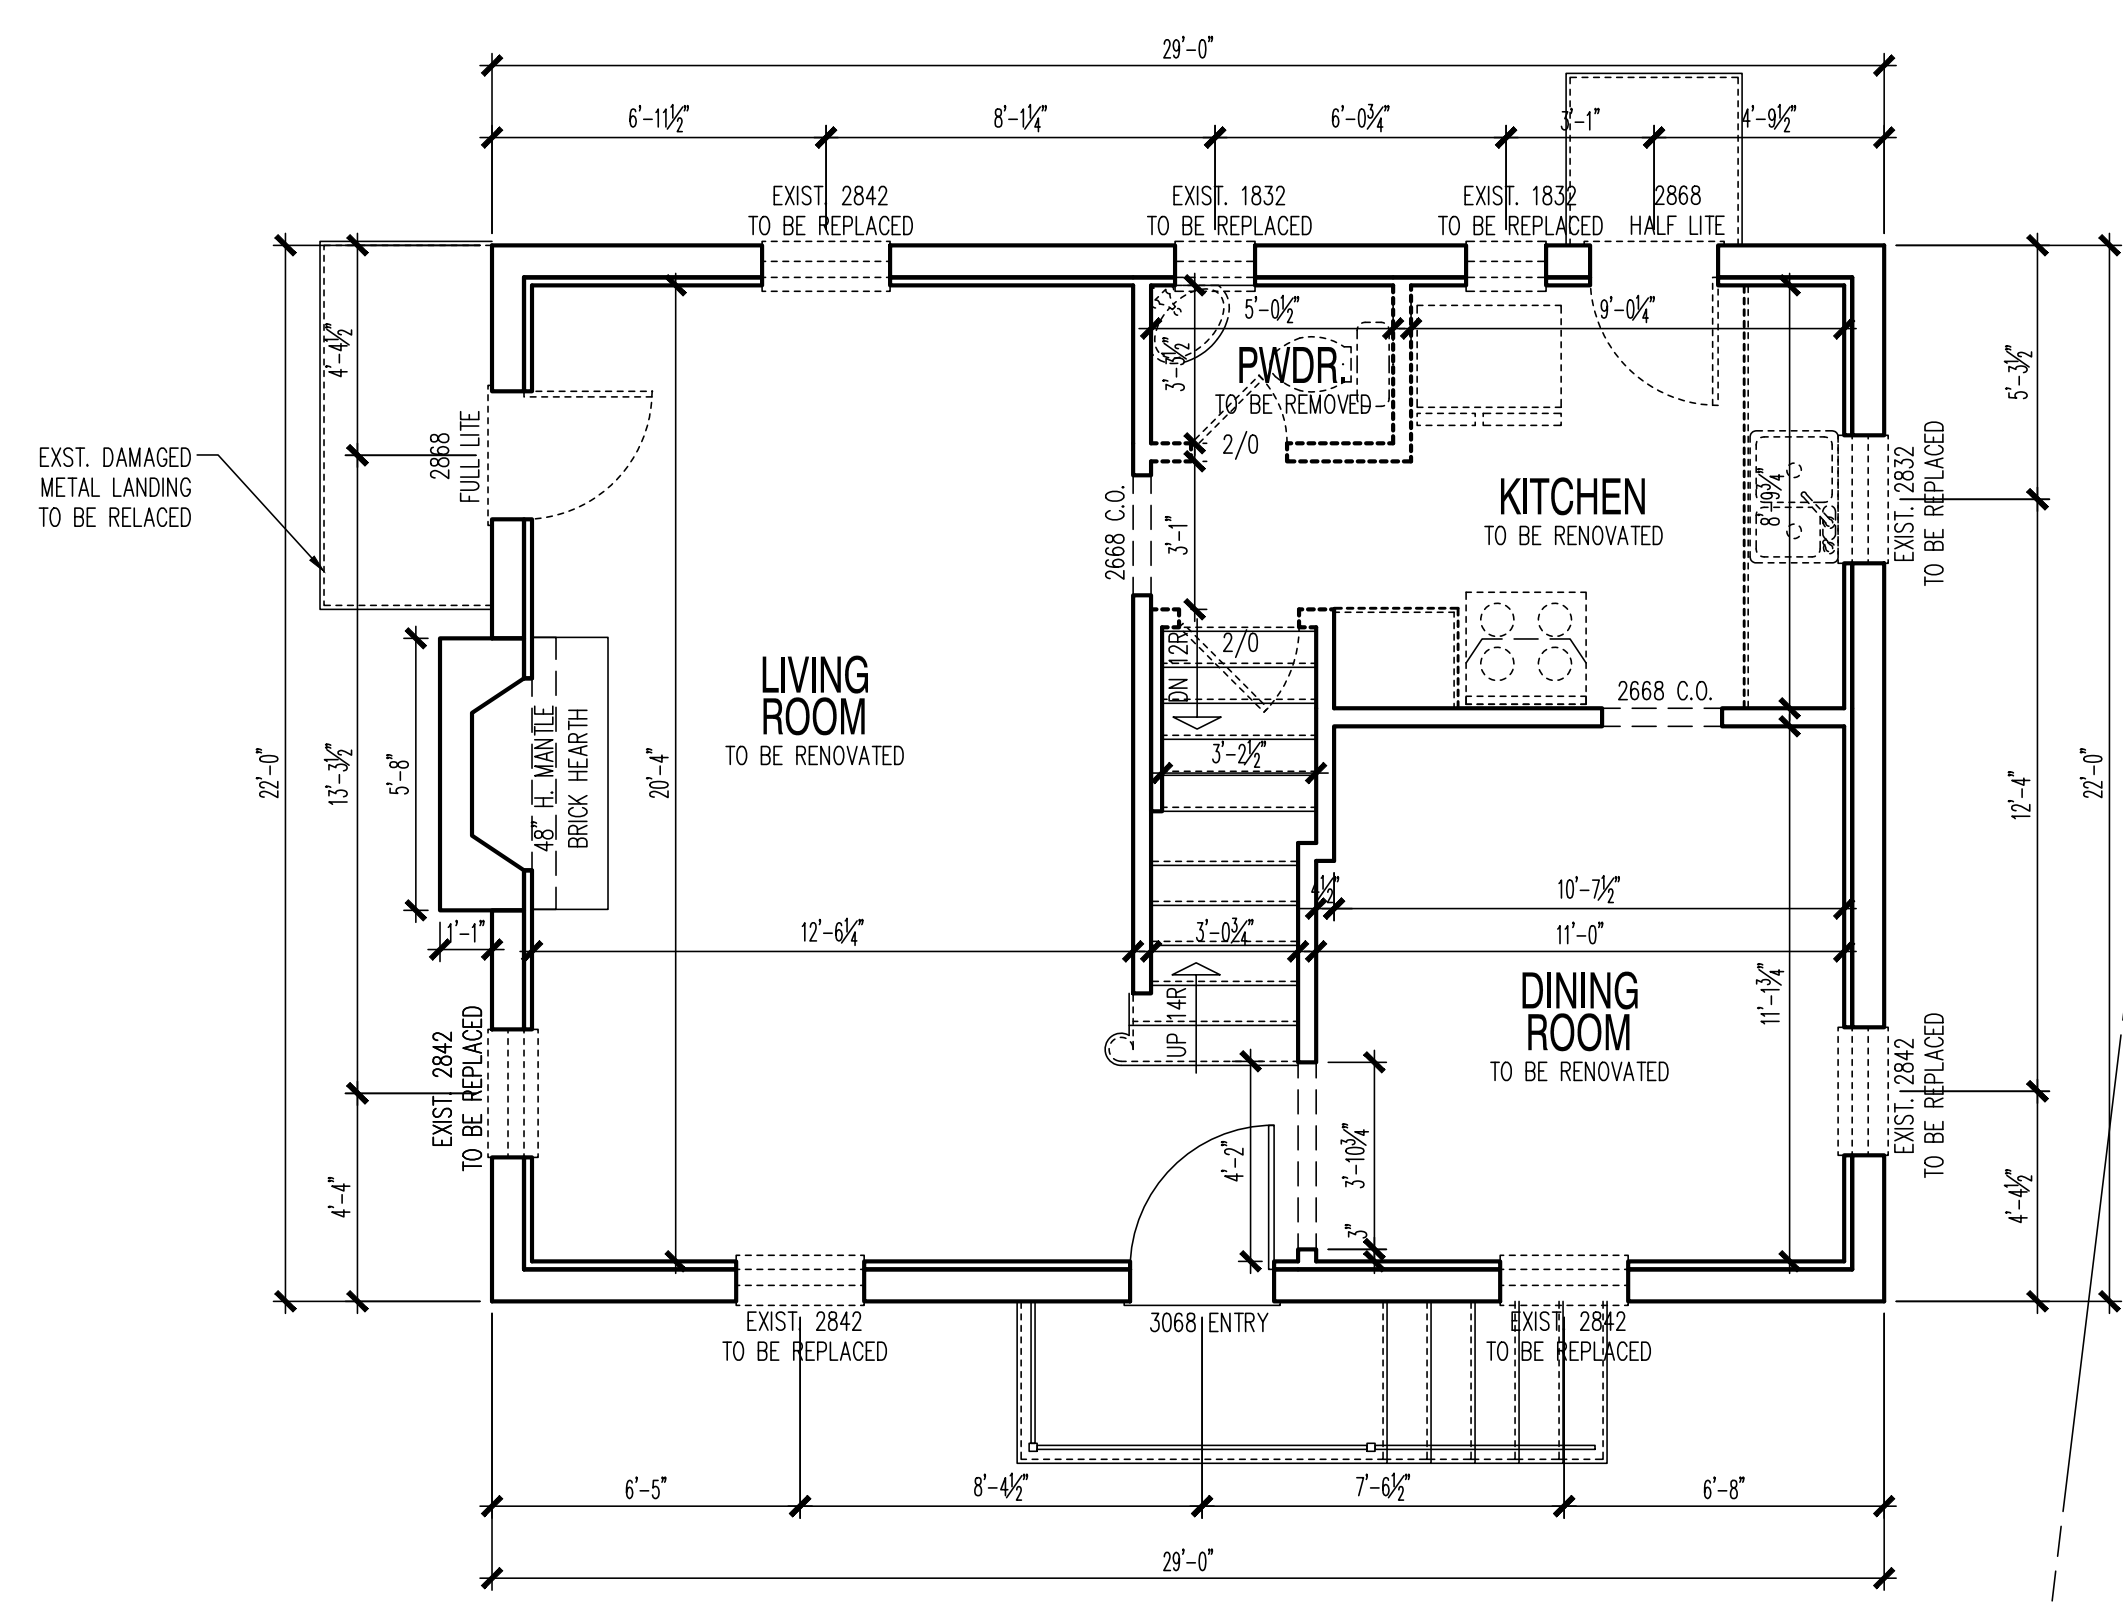 29'-0"
6'-11½"
8'-1¼"
6'-0¾"
3'-1"
4'-9½"
EXIST. 2842
TO BE REPLACED
EXIST. 1832
TO BE REPLACED
EXIST. 1832
TO BE REPLACED
2868
HALF LITE
4'-4½"
5'-0½"
9'-0¼"
3'-3½"
PWDR.
TO BE REMOVED
2/0
5'-3½"
2868
FULL LITE
EXST. DAMAGED
METAL LANDING
TO BE RELACED
2668 C.O.
3'-1"
KITCHEN
TO BE RENOVATED
8'-9¾"
EXIST. 2832
TO BE REPLACED
2/0
DN 12R
LIVING
ROOM
TO BE RENOVATED
2668 C.O.
22'-0"
13'-3½"
5'-8"
48" H. MANTLE
BRICK HEARTH
20'-4"
3'-2½"
12'-4"
22'-0"
4½"
10'-7½"
1'-1"
12'-6¼"
3'-0¾"
11'-0"
UP 14R
DINING
ROOM
TO BE RENOVATED
11'-1¾"
EXIST. 2842
TO BE REPLACED
EXIST. 2842
TO BE REPLACED
4'-4"
4'-2"
3'-10¾"
3"
4'-4½"
EXIST. 2842
TO BE REPLACED
3068 ENTRY
EXIST. 2842
TO BE REPLACED
6'-5"
8'-4½"
7'-6½"
6'-8"
29'-0"